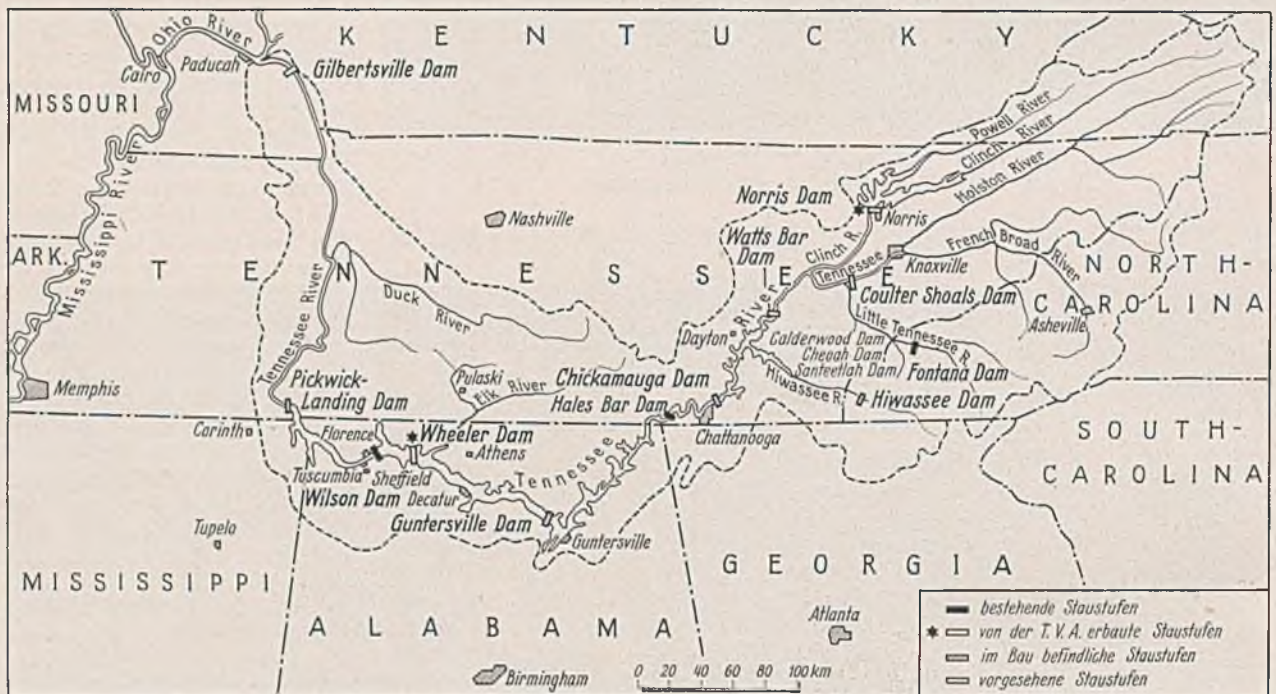 KENTUCKY
Ohio River
Cairo
Paducah
Gilbertsville Dam
MISSOURI
Mississippi River
Powell River
Clinch River
Holston River
Norris Dam
Norris
Nashville
Watts Bar
Dam
Clinch R.
ARK.
TENNESSEE
Tennessee
Knoxville
French Broad
River
NORTH-
CAROLINA
Duck
River
Tennessee River
River
Coulter Shoals Dam
Asheville
Dayton
Calderwood Dam
Cheoah Dam
Santeetlah Dam
Little Tennessee R.
Fontana Dam
Memphis
Pulaski
Elk River
Chickamauga Dam
Hiwassee R.
Hiwassee Dam
Pickwick-
Landing Dam
Hales Bar Dam
Chattanooga
Corinth
Florence
Wheeler Dam
Athens
Tennessee
SOUTH-
CAROLINA
Tuscumbia
Sheffield
Wilson Dam
Decatur
Guntersville Dam
Guntersville
Tupelo
MISSISSIPPI
GEORGIA
ALABAMA
Atlanta
Birmingham
0 20 40 60 80 100 km
bestehende Staustufen
von der T.V.A. erbaute Staustufen
im Bau befindliche Staustufen
vorgesehene Staustufen